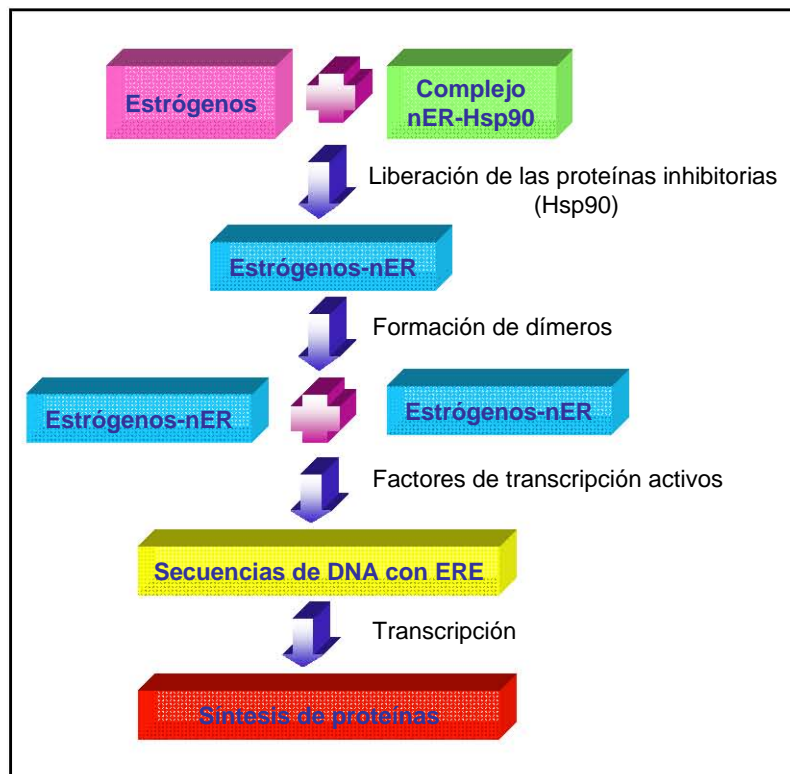 Estrógenos
Complejo
nER-Hsp90
Liberación de las proteínas inhibitorias
(Hsp90)
Estrógenos-nER
Formación de dímeros
Estrógenos-nER
Estrógenos-nER
Factores de transcripción activos
Secuencias de DNA con ERE
Transcripción
Síntesis de proteínas